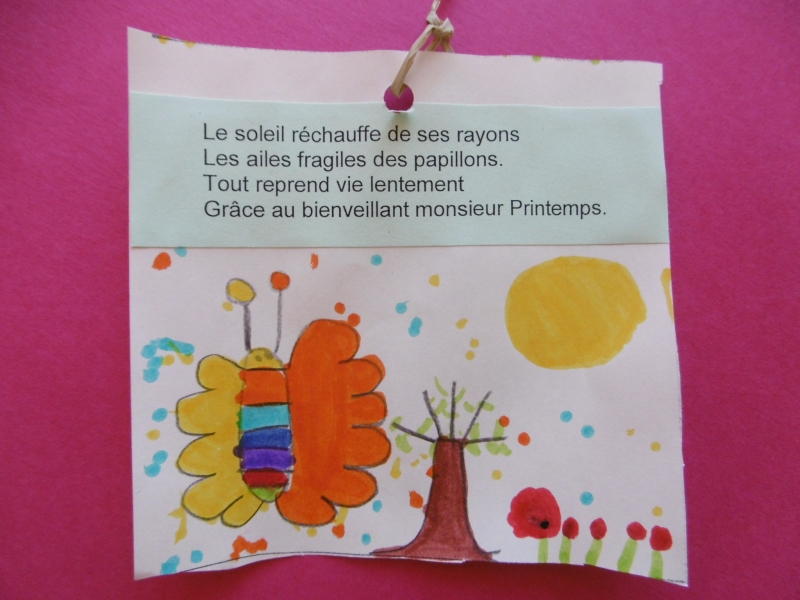 Le soleil réchauffe de ses rayons
Les ailes fragiles des papillons.
Tout reprend vie lentement
Grâce au bienveillant monsieur Printemps.